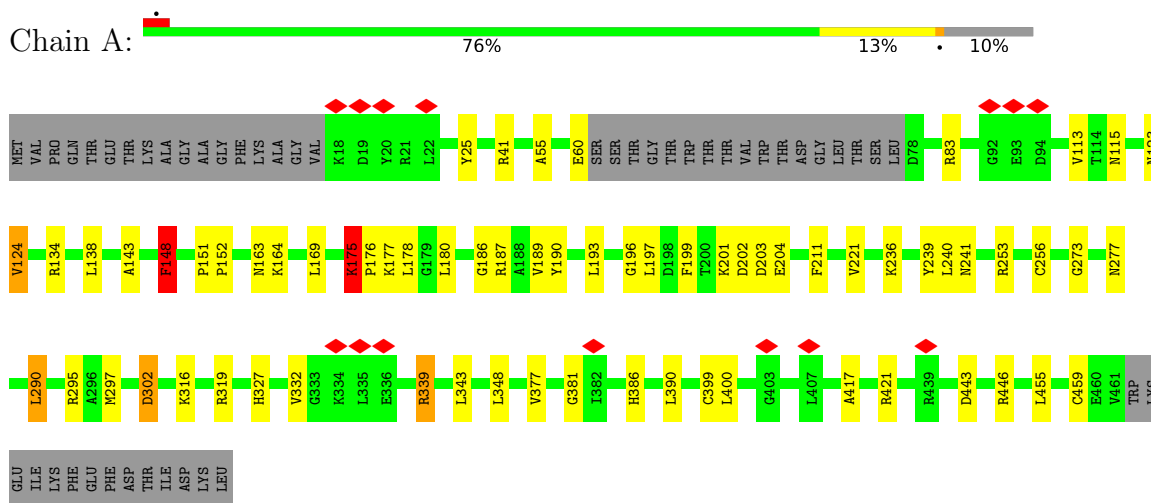 Chain A:
•
76% 13% • 10%
MET VAL PRO GLN THR GLU THR LYS ALA GLY ALA GLY PHE LYS ALA GLY VAL K18 D19 Y20 R21 L22 Y25 R41 A55 E60 SER SER THR GLY THR TRP THR THR VAL TRP THR ASP GLY LEU THR SER LEU D78 R83 G92 E93 D94 V113 T114 N115
V124 R134 L138 A143 F148 P151 P152 N163 K164 L169 K175 P176 K177 L178 G179 L180 G186 R187 A188 V189 Y190 L193 G196 L197 D198 F199 T200 K201 D202 D203 E204 F211 V221 K236 Y239 L240 N241 R253 C256 G273 N277
L290 R295 A296 M297 D302 K316 R319 H327 V332 G333 K334 L335 E336 R339 L343 L348 V377 G381 I382 H386 L390 C399 L400 G403 L407 A417 R421 R439 D443 R446 L455 C459 E460 V461 TRP
GLU ILE LYS PHE GLU PHE ASP THR ILE ASP LYS LEU